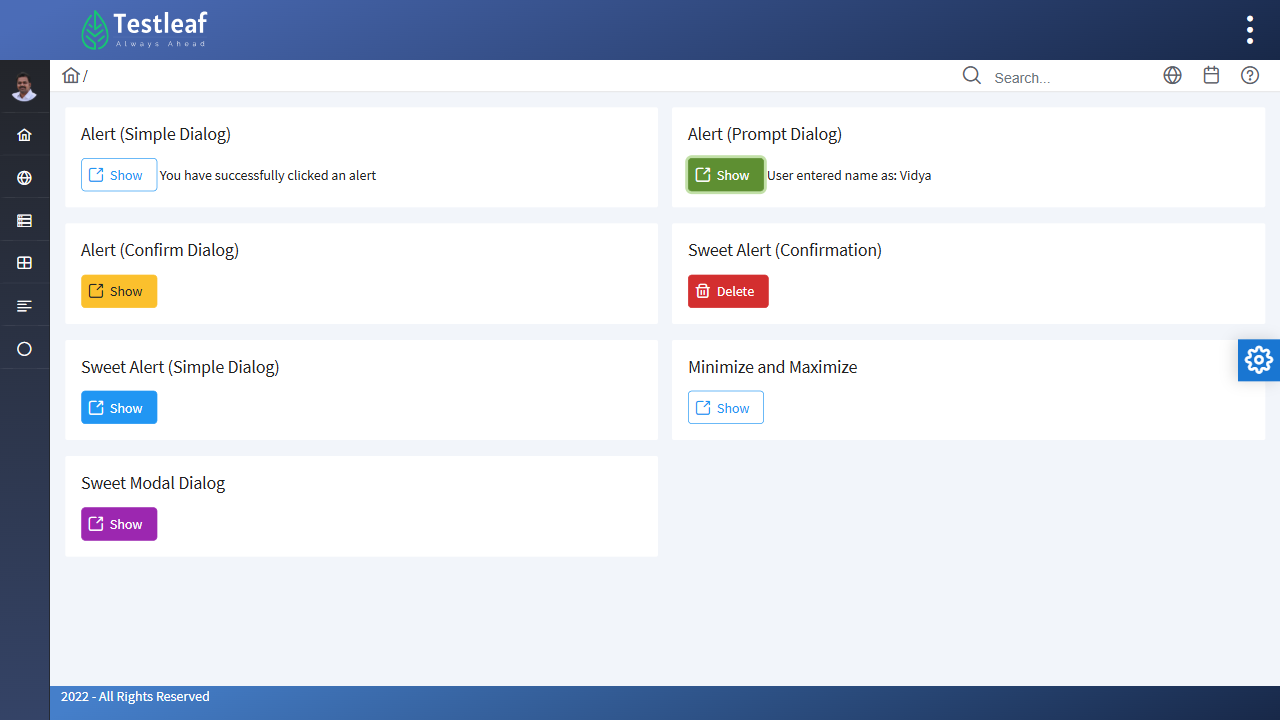 Testleaf
Always Ahead
/
Search...
Alert (Simple Dialog)
Show You have successfully clicked an alert
Alert (Prompt Dialog)
Show User entered name as: Vidya
Alert (Confirm Dialog)
Show
Sweet Alert (Confirmation)
Delete
Sweet Alert (Simple Dialog)
Show
Minimize and Maximize
Show
Sweet Modal Dialog
Show
2022 - All Rights Reserved